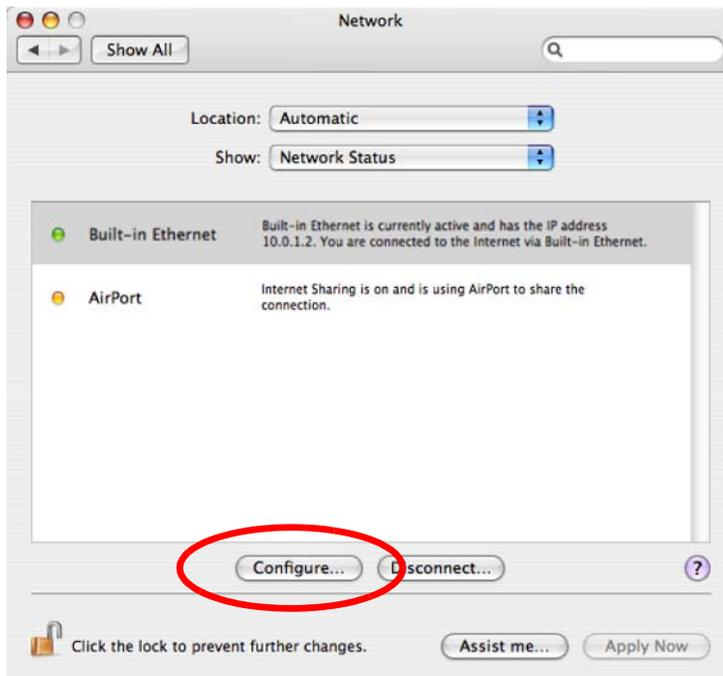 Network
Show All
Location: Automatic
Show: Network Status
Built-in Ethernet
Built-in Ethernet is currently active and has the IP address
10.0.1.2. You are connected to the Internet via Built-in Ethernet.
AirPort
Internet Sharing is on and is using AirPort to share the
connection.
Configure... Disconnect... ?
Click the lock to prevent further changes. Assist me... Apply Now